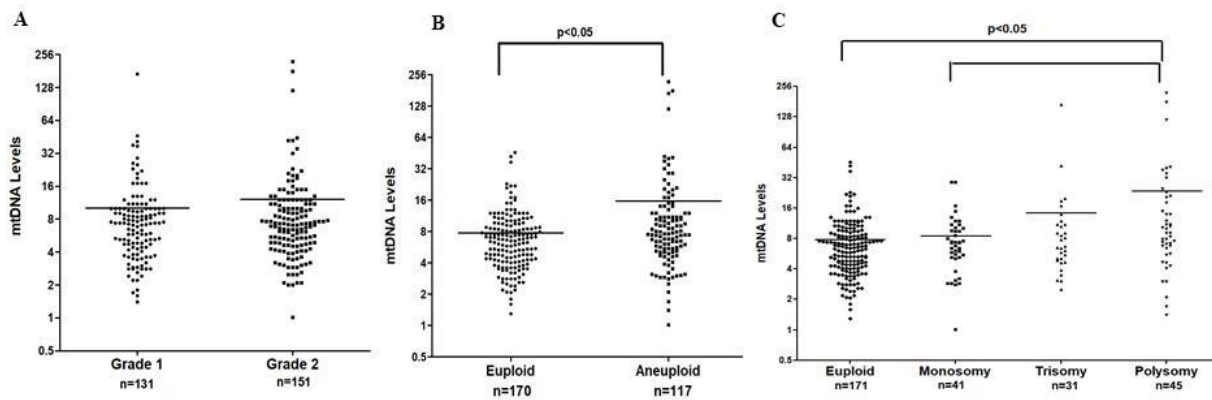 A
256
128
64
32
16
8
4
2
1
0.5
mtDNA Levels
Grade 1
n=131
Grade 2
n=151
B
p<0.05
256
128
64
32
16
8
4
2
1
0.5
mtDNA Levels
Euploid
n=170
Aneuploid
n=117
C
p<0.05
256
128
64
32
16
8
4
2
1
0.5
mtDNA Levels
Euploid
n=171
Monosomy
n=41
Trisomy
n=31
Polysomy
n=45